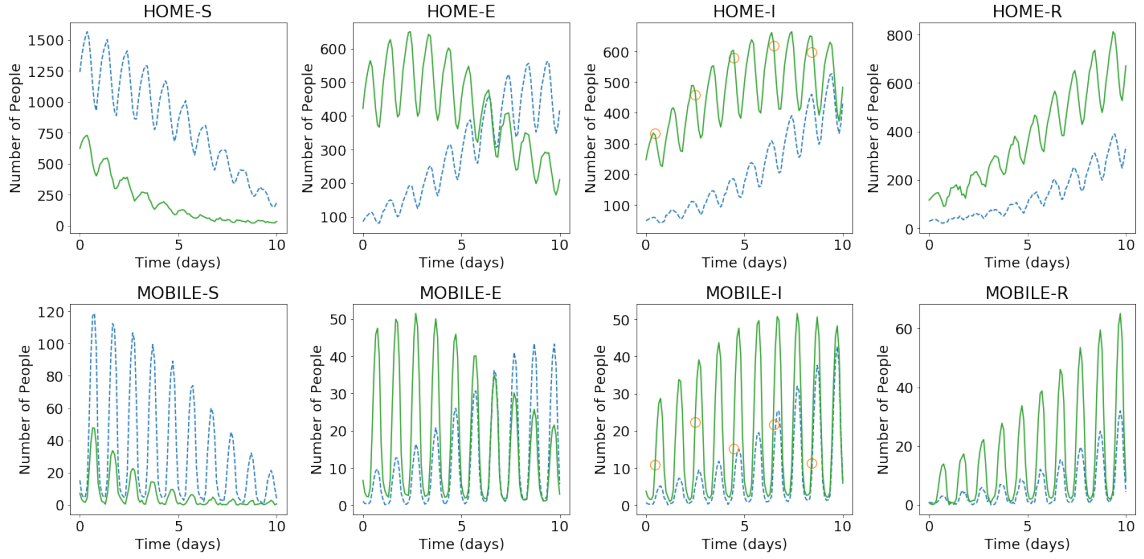 HOME-S
HOME-E
HOME-I
HOME-R
Number of People
1500
1250
1000
750
500
250
0
0
5
10
Time (days)
Number of People
600
500
400
300
200
100
0
5
10
Time (days)
Number of People
600
500
400
300
200
100
0
5
10
Time (days)
Number of People
800
600
400
200
0
0
5
10
Time (days)
MOBILE-S
MOBILE-E
MOBILE-I
MOBILE-R
Number of People
120
100
80
60
40
20
0
0
5
10
Time (days)
Number of People
50
40
30
20
10
0
0
5
10
Time (days)
Number of People
50
40
30
20
10
0
0
5
10
Time (days)
Number of People
60
40
20
0
0
5
10
Time (days)